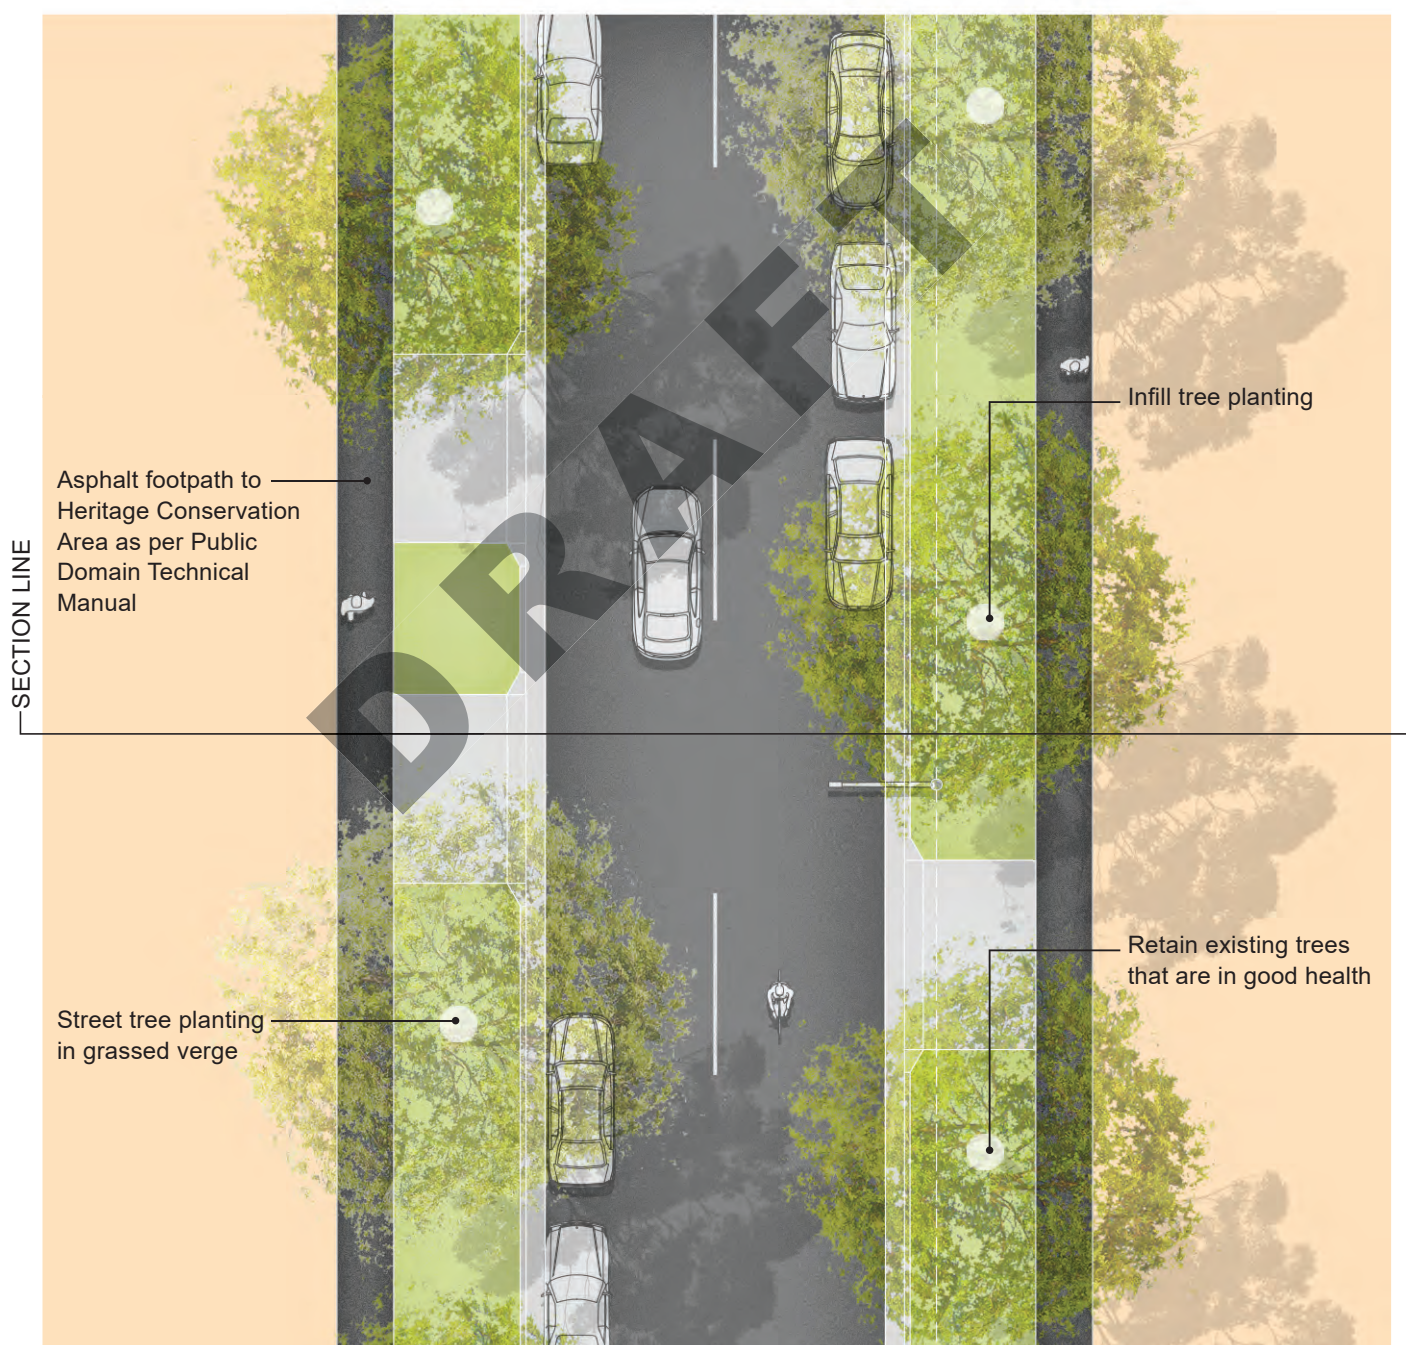 Infill tree planting
Asphalt footpath to
Heritage Conservation
Area as per Public
Domain Technical
Manual
SECTION LINE
DRAFT
Retain existing trees
that are in good health
Street tree planting
in grassed verge